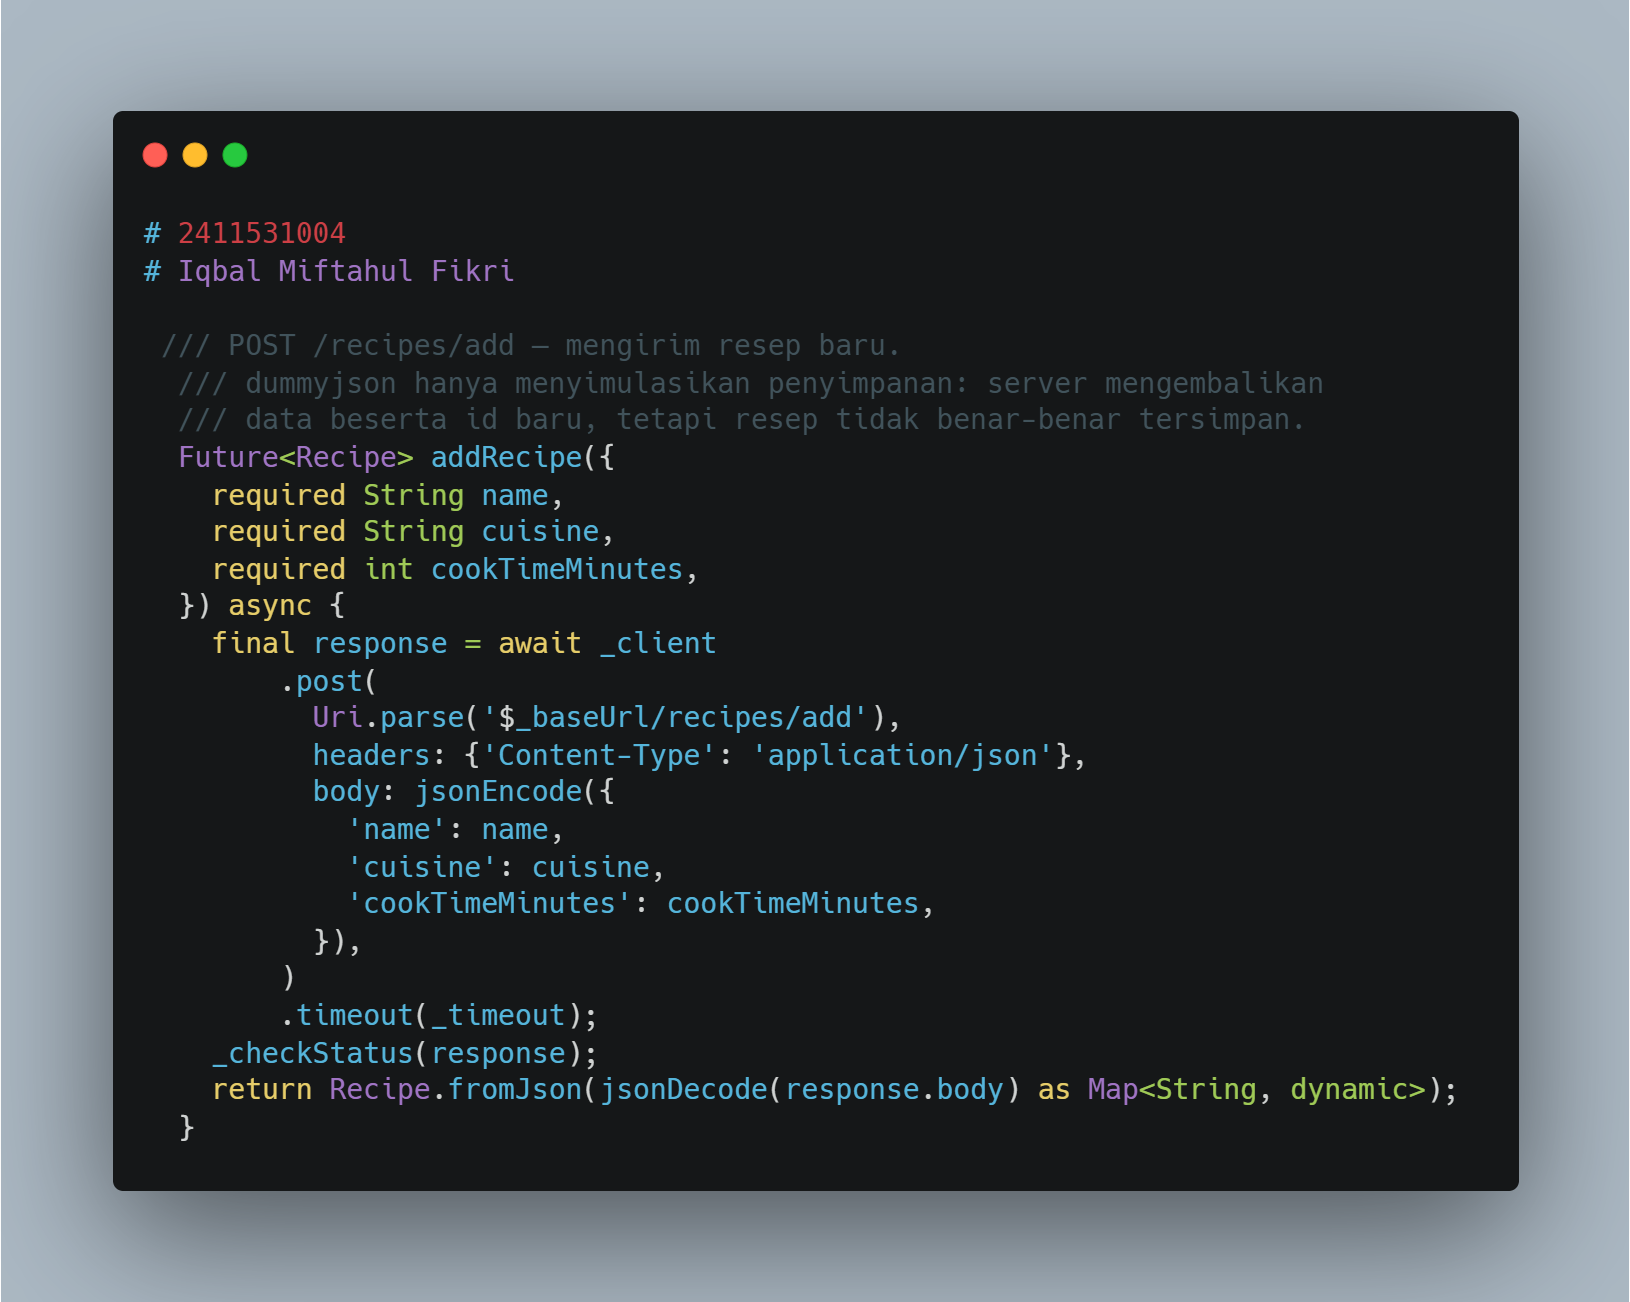 # 2411531004
# Iqbal Miftahul Fikri

 /// POST /recipes/add — mengirim resep baru.
  /// dummyjson hanya menyimulasikan penyimpanan: server mengembalikan
  /// data beserta id baru, tetapi resep tidak benar-benar tersimpan.
  Future<Recipe> addRecipe({
    required String name,
    required String cuisine,
    required int cookTimeMinutes,
  }) async {
    final response = await _client
        .post(
          Uri.parse('$_baseUrl/recipes/add'),
          headers: {'Content-Type': 'application/json'},
          body: jsonEncode({
            'name': name,
            'cuisine': cuisine,
            'cookTimeMinutes': cookTimeMinutes,
          }),
        )
        .timeout(_timeout);
    _checkStatus(response);
    return Recipe.fromJson(jsonDecode(response.body) as Map<String, dynamic>);
  }